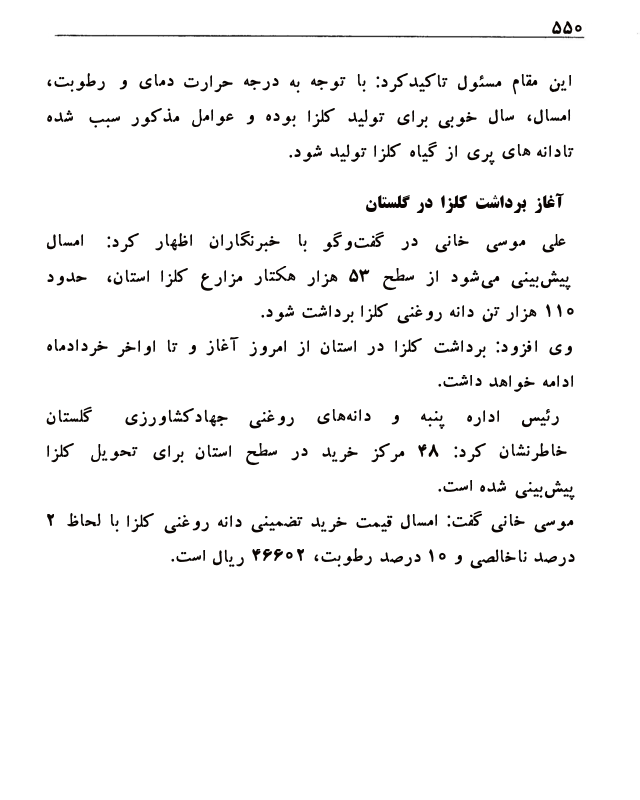 ۵۵۰
این مقام مسئول تاکیدکرد: با توجه به درجه حرارت دمای و رطوبت،
امسال، سال خوبی برای تولید کلزا بوده و عوامل مذکور سبب شده
تادانه های پری از گیاه کلزا تولید شود.
آغاز برداشت کلزا در گلستان
علی موسی خانی در گفت‌وگو با خبرنگاران اظهار کرد: امسال
پیش‌بینی می‌شود از سطح ۵۳ هزار هکتار مزارع کلزا استان، حدود
۱۱۰ هزار تن دانه روغنی کلزا برداشت شود.
وی افزود: برداشت کلزا در استان از امروز آغاز و تا اواخر خردادماه
ادامه خواهد داشت.
رئیس اداره پنبه و دانه‌های روغنی جهادکشاورزی گلستان
خاطرنشان کرد: ۴۸ مرکز خرید در سطح استان برای تحویل کلزا
پیش‌بینی شده است.
موسی خانی گفت: امسال قیمت خرید تضمینی دانه روغنی کلزا با لحاظ ۲
درصد ناخالصی و ۱۰ درصد رطوبت، ۴۶۶۰۲ ریال است.